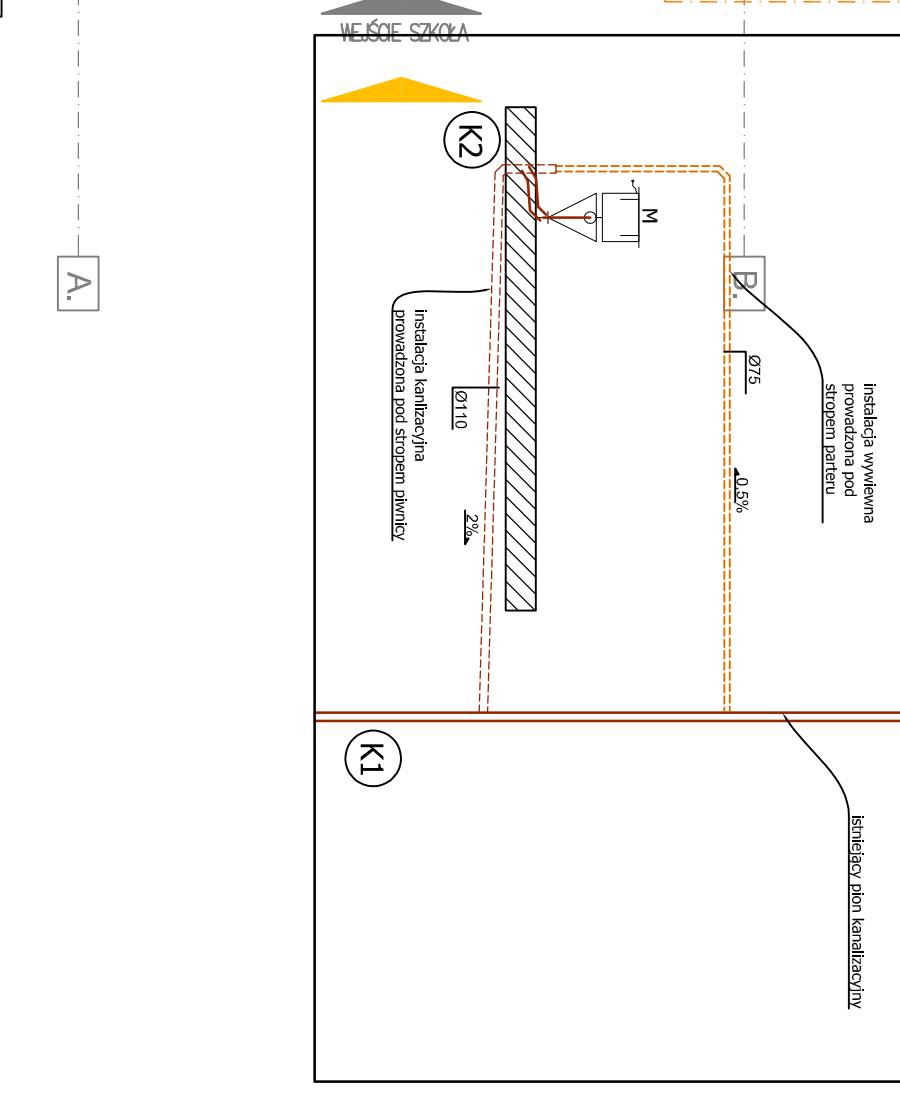 WEJŚCIE SZKOŁA
K2
M
A.
B.
instalacja kanlizacyjna
prowadzona pod stropem piwnicy
Ø110
2%
Ø75
0,5%
instalacja wywiewna
prowadzona pod
stropem parteru
K1
istniejący pion kanalizacyjny